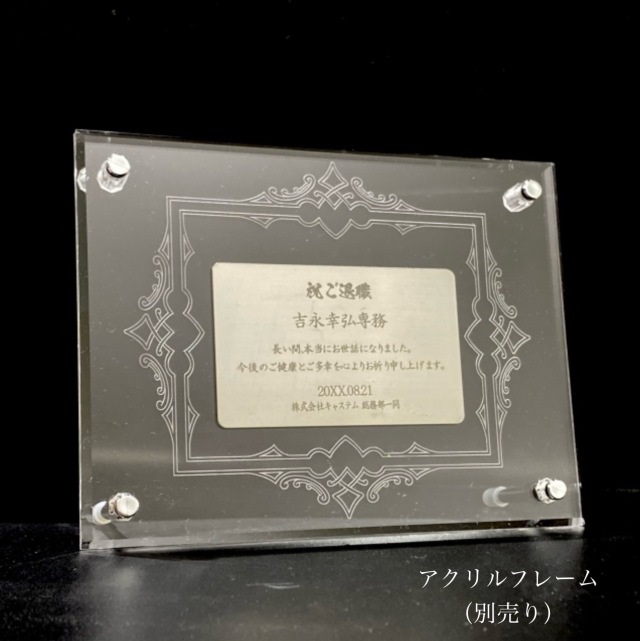 祝ご退職
吉永幸弘専務
長い間、本当にお世話になりました。
今後のご健康とご多幸を心よりお祈り申し上げます。
20XX.08.21
株式会社キャステム 総務部一同
アクリルフレーム
(別売り)